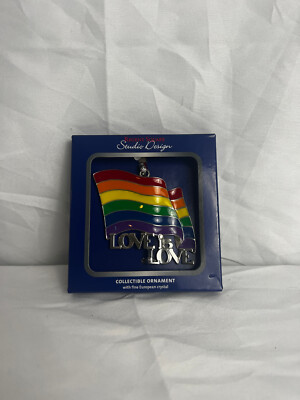 Studio Design
LOVE is
LOVE
COLLECTIBLE ORNAMENT
with fine European crystal